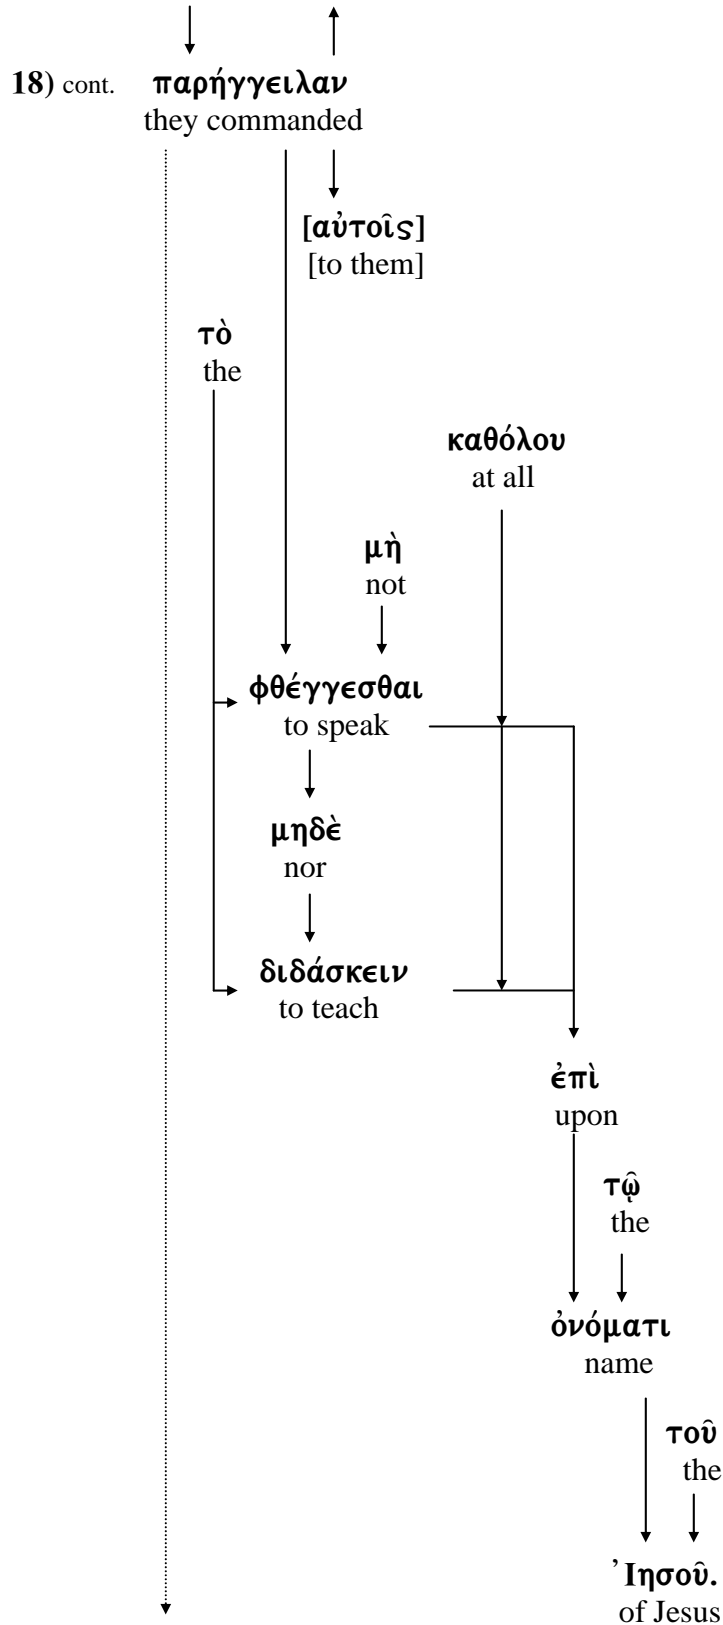 18) cont. παρήγγειλαν
they commanded
[αὐτοῖς]
[to them]
τὸ
the
καθόλου
at all
μὴ
not
φθέγγεσθαι
to speak
μηδὲ
nor
διδάσκειν
to teach
ἐπὶ
upon
τῷ
the
ὀνόματι
name
τοῦ
the
Ἰησοῦ.
of Jesus